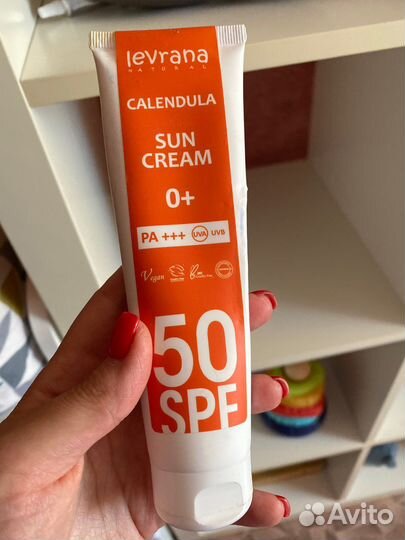 levrana
NATURAL
CALENDULA
SUN
CREAM
0+
PA +++ UVA UVB
Vegan
50
SPF
Avito